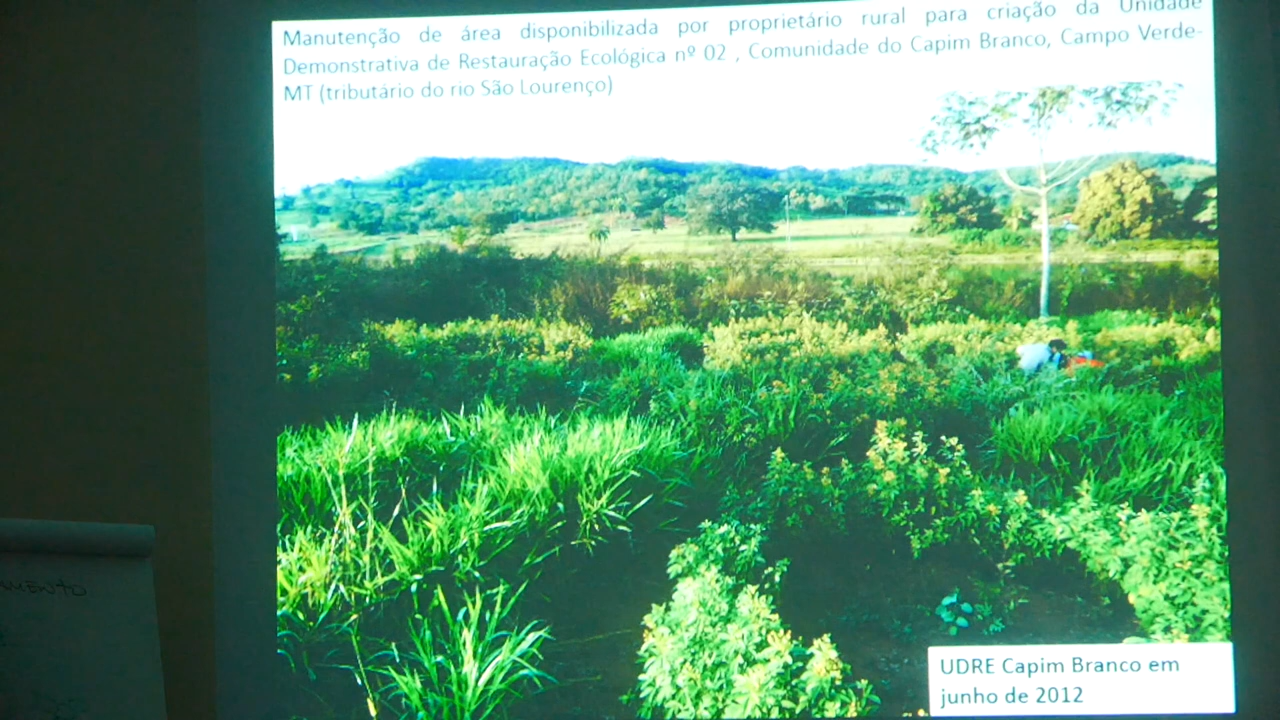 Manutenção de área disponibilizada por proprietário rural para criação da Unidade
Demonstrativa de Restauração Ecológica nº 02 , Comunidade do Capim Branco, Campo Verde-
MT (tributário do rio São Lourenço)
UDRE Capim Branco em
junho de 2012